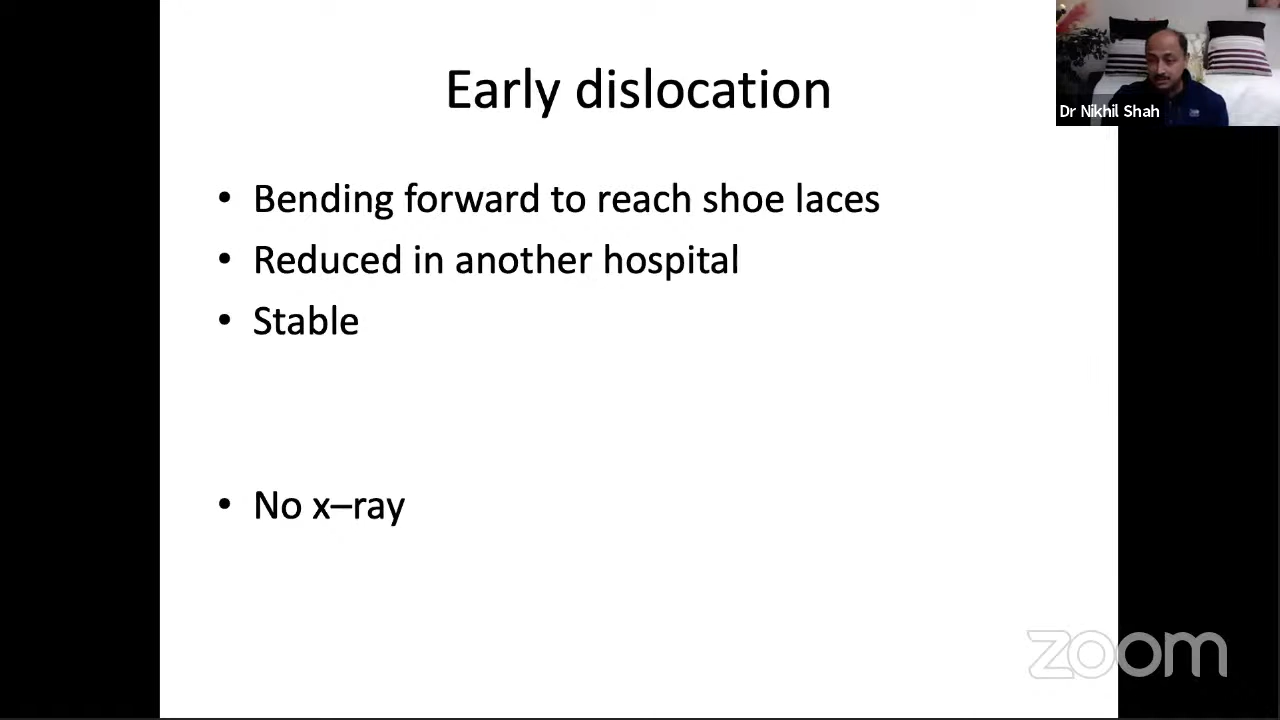 Early dislocation
Dr Nikhil Shah
• Bending forward to reach shoe laces
• Reduced in another hospital
• Stable
• No x–ray
zoom